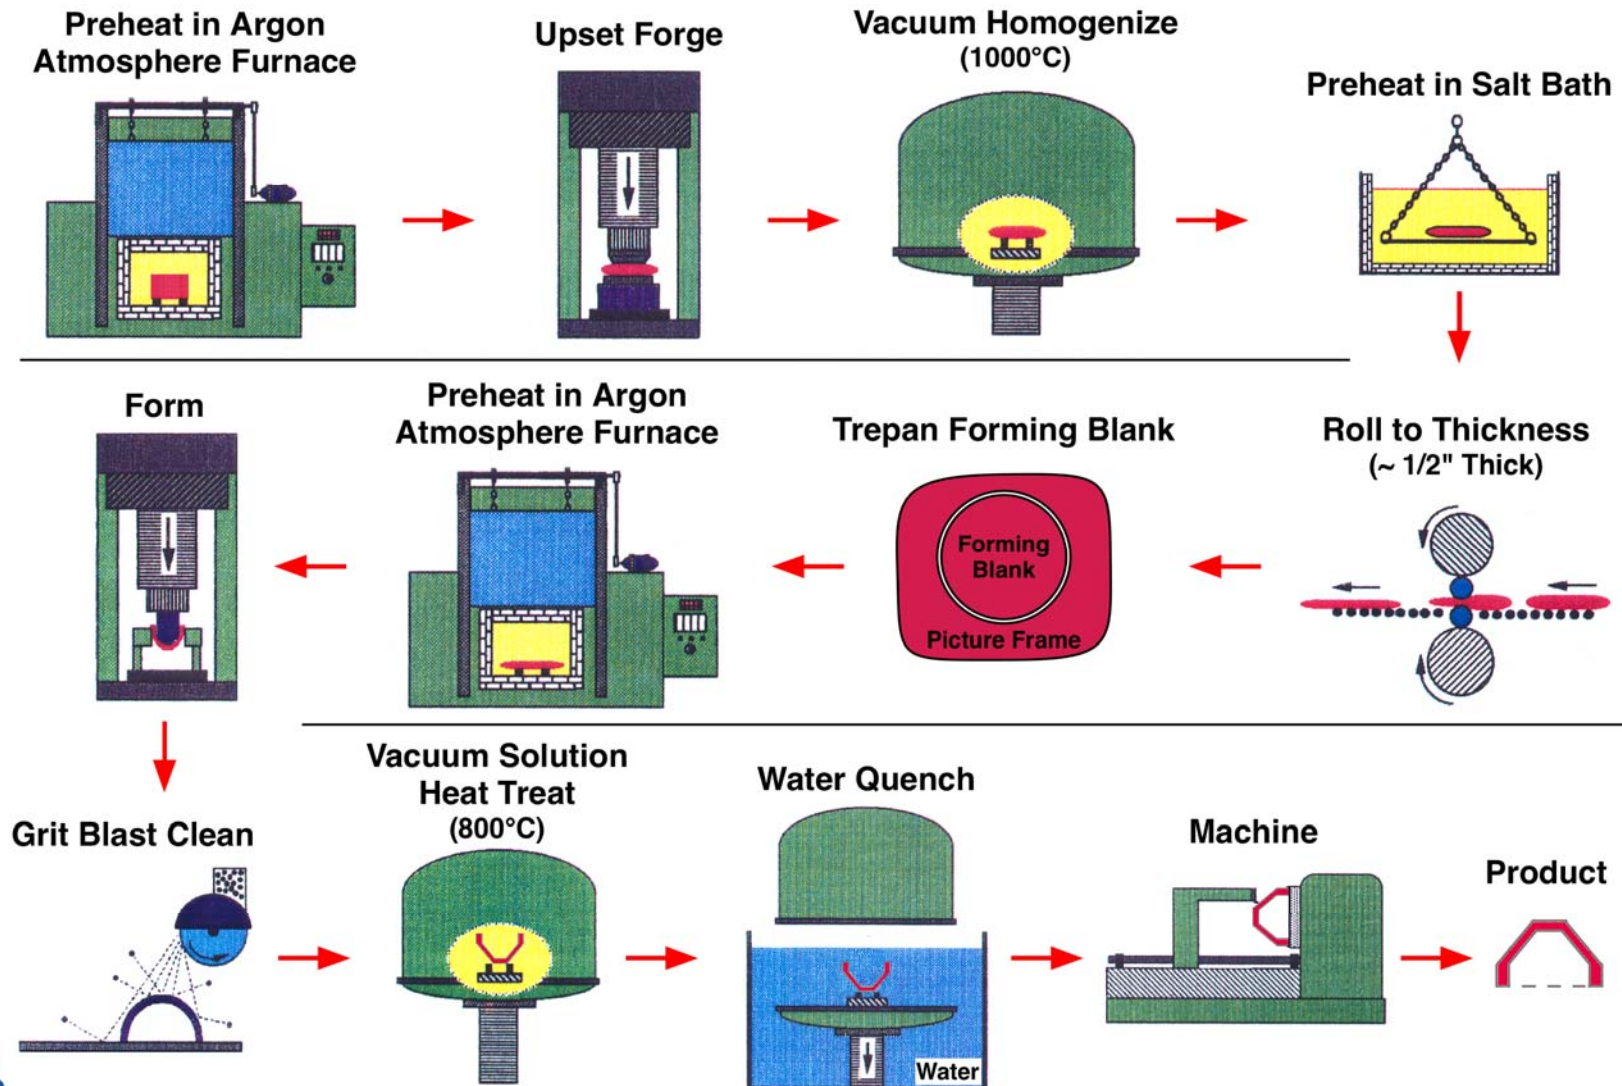 Preheat in Argon
Atmosphere Furnace
Upset Forge
Vacuum Homogenize
(1000°C)
Preheat in Salt Bath
Roll to Thickness
(~ 1/2" Thick)
Trepan Forming Blank
Forming
Blank
Picture Frame
Preheat in Argon
Atmosphere Furnace
Form
Grit Blast Clean
Vacuum Solution
Heat Treat
(800°C)
Water Quench
Water
Machine
Product